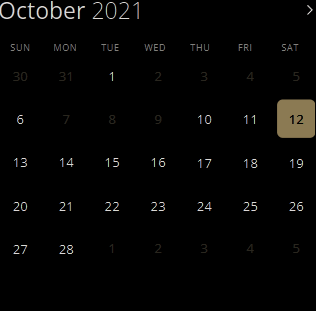 October 2021
SUN MON TUE WED THU FRI SAT
30 31 1 2 3 4 5
6 7 8 9 10 11 12
13 14 15 16 17 18 19
20 21 22 23 24 25 26
27 28 1 2 3 4 5